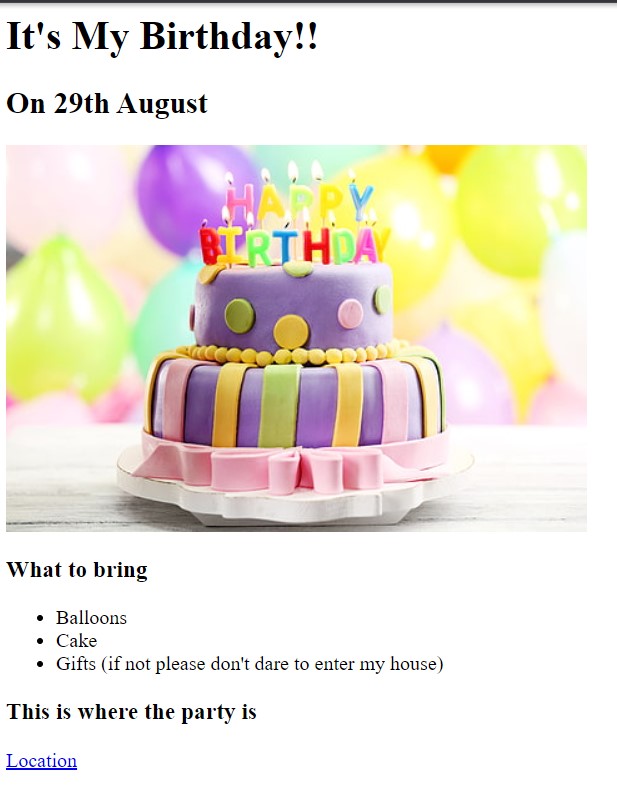 It's My Birthday!!
On 29th August
HAPPY
BIRTHDAY
What to bring
Balloons
Cake
Gifts (if not please don't dare to enter my house)
This is where the party is
Location